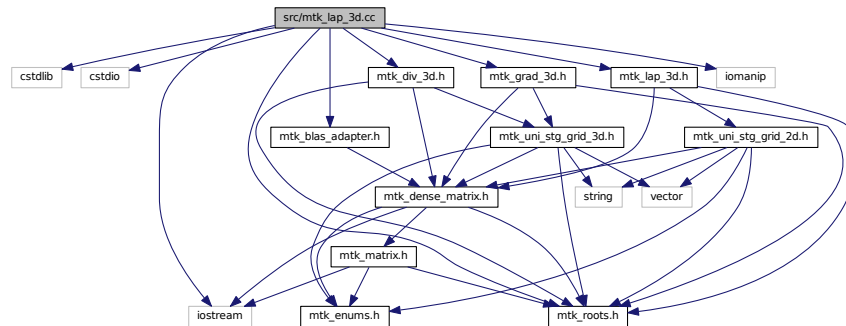 src/mtk_lap_3d.cc
cstdlib
cstdio
mtk_div_3d.h
mtk_grad_3d.h
mtk_lap_3d.h
iomanip
mtk_blas_adapter.h
mtk_uni_stg_grid_3d.h
mtk_uni_stg_grid_2d.h
mtk_dense_matrix.h
string
vector
mtk_matrix.h
iostream
mtk_enums.h
mtk_roots.h